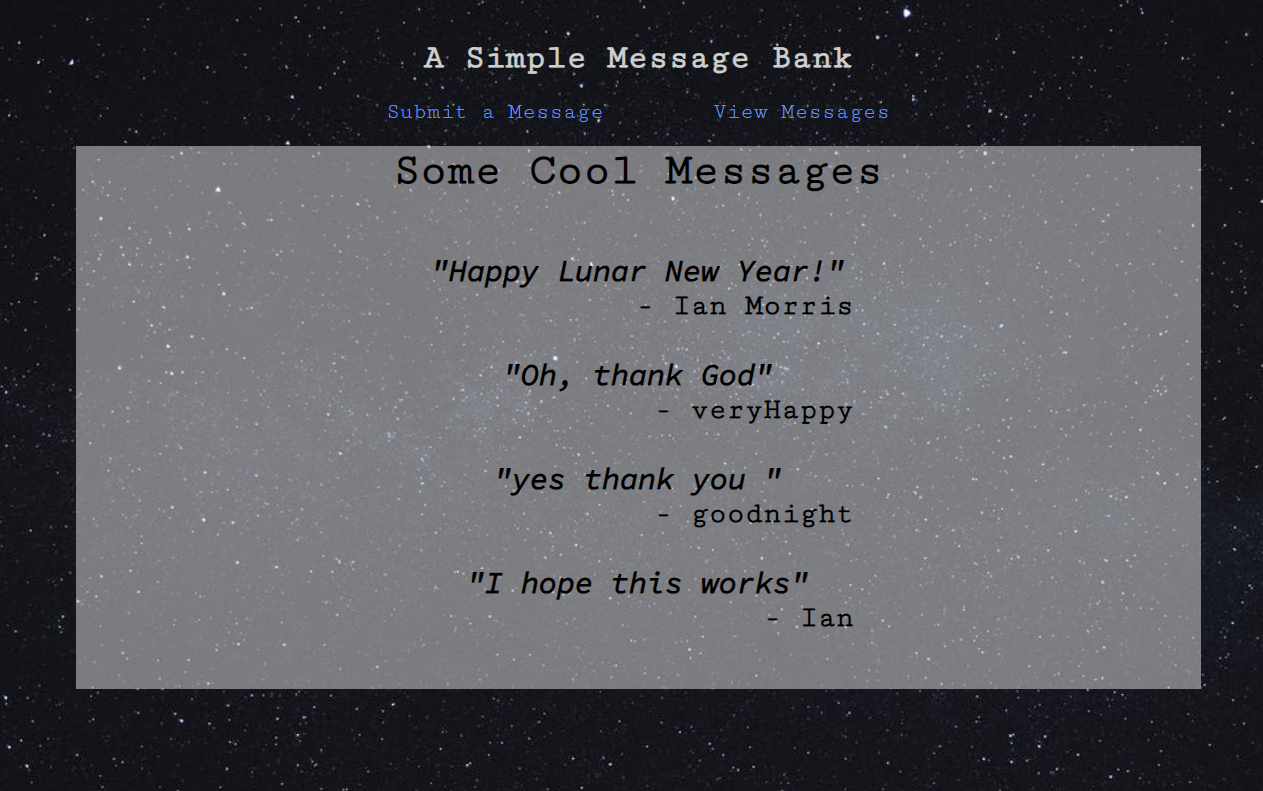 A Simple Message Bank
Submit a Message View Messages
Some Cool Messages
"Happy Lunar New Year!"
- Ian Morris
"Oh, thank God"
- veryHappy
"yes thank you "
- goodnight
"I hope this works"
- Ian